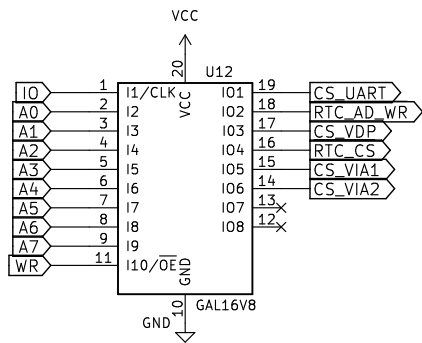 VCC
20
U12
IO 1 I1/CLK VCC IO1 19 CS_UART
A0 2 I2 IO2 18 RTC_AD_WR
A1 3 I3 IO3 17 CS_VDP
A2 4 I4 IO4 16 RTC_CS
A3 5 I5 IO5 15 CS_VIA1
A4 6 I6 IO6 14 CS_VIA2
A5 7 I7 IO7 13
A6 8 I8 IO8 12
A7 9 I9
WR 11 I10/OE GND
10
GAL16V8
GND